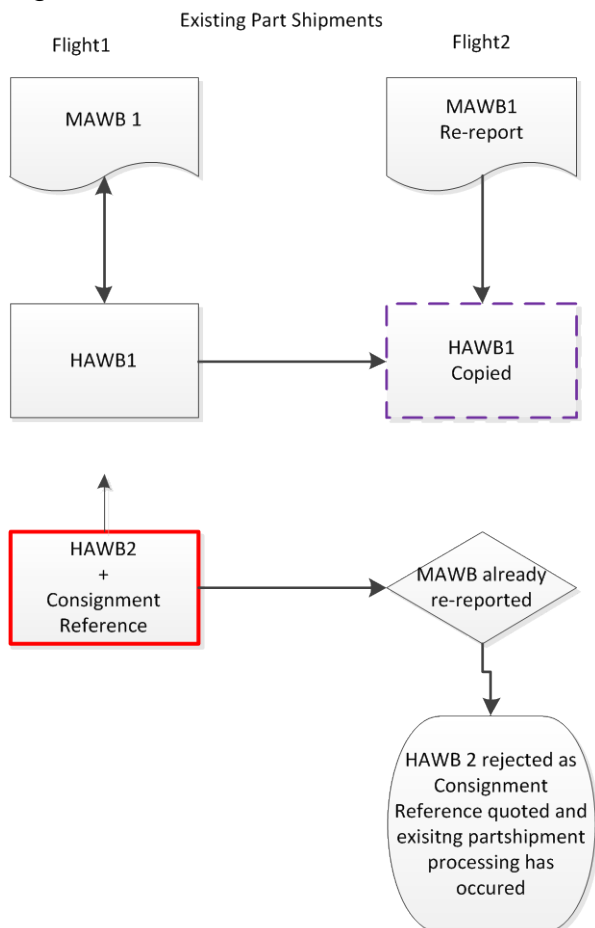 Existing Part Shipments
Flight1
Flight2
MAWB 1
MAWB1
Re-report
HAWB1
HAWB1
Copied
HAWB2
+
Consignment
Reference
MAWB already
re-reported
HAWB 2 rejected as
Consignment
Reference quoted and
exisitng partshipment
processing has
occured